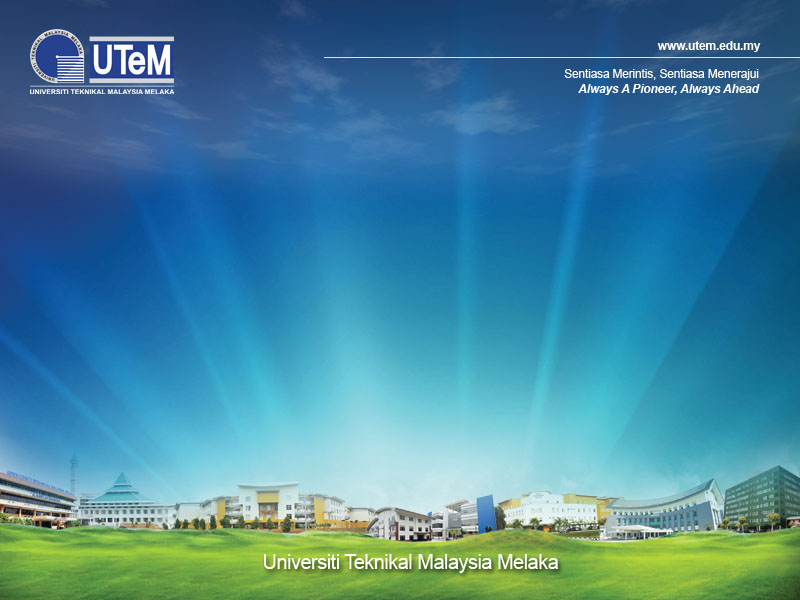 UTeM
UNIVERSITI TEKNIKAL MALAYSIA MELAKA
www.utem.edu.my
Sentiasa Merintis, Sentiasa Menerajui
Always A Pioneer, Always Ahead
Universiti Teknikal Malaysia Melaka